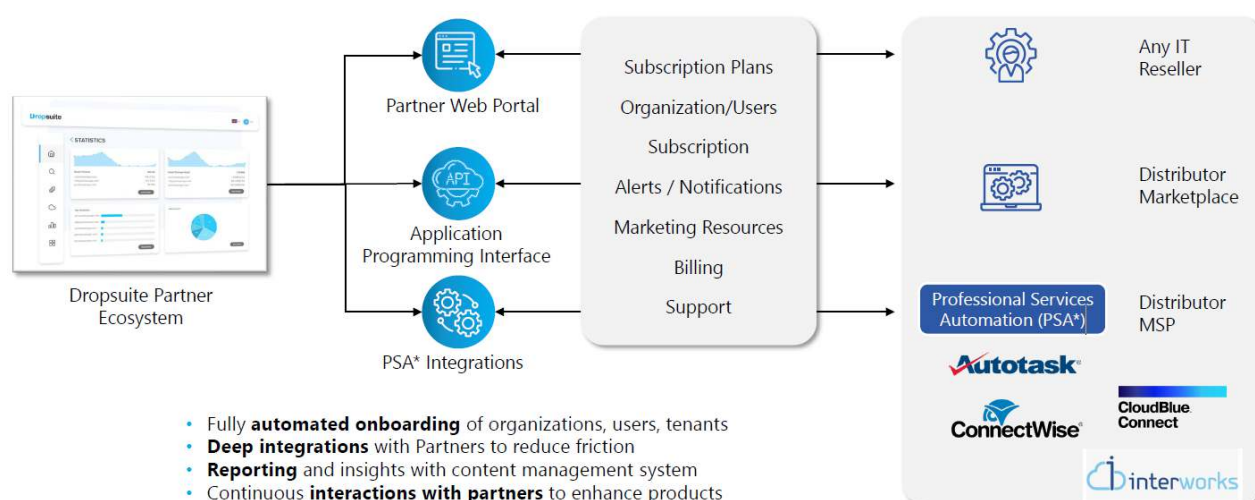 Dropsuite
STATISTICS
Dropsuite Partner
Ecosystem
Partner Web Portal
API
Application
Programming Interface
PSA* Integrations
Subscription Plans
Organization/Users
Subscription
Alerts / Notifications
Marketing Resources
Billing
Support
Any IT
Reseller
Distributor
Marketplace
Professional Services
Automation (PSA*)
Distributor
MSP
Autotask
ConnectWise
CloudBlue
Connect
interworks
• Fully automated onboarding of organizations, users, tenants
• Deep integrations with Partners to reduce friction
• Reporting and insights with content management system
• Continuous interactions with partners to enhance products